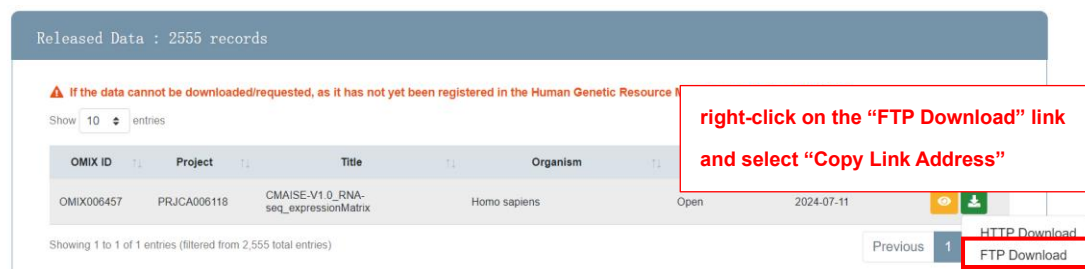 Released Data : 2555 records
If the data cannot be downloaded/requested, as it has not yet been registered in the Human Genetic Resource
right-click on the “FTP Download” link
and select “Copy Link Address”
Show 10 entries
OMIX ID Project Title Organism
OMIX006457 PRJCA006118 CMAISE-V1.0_RNA-
seq_expressionMatrix Homo sapiens Open 2024-07-11
Showing 1 to 1 of 1 entries (filtered from 2,555 total entries)
Previous 1
HTTP Download
FTP Download